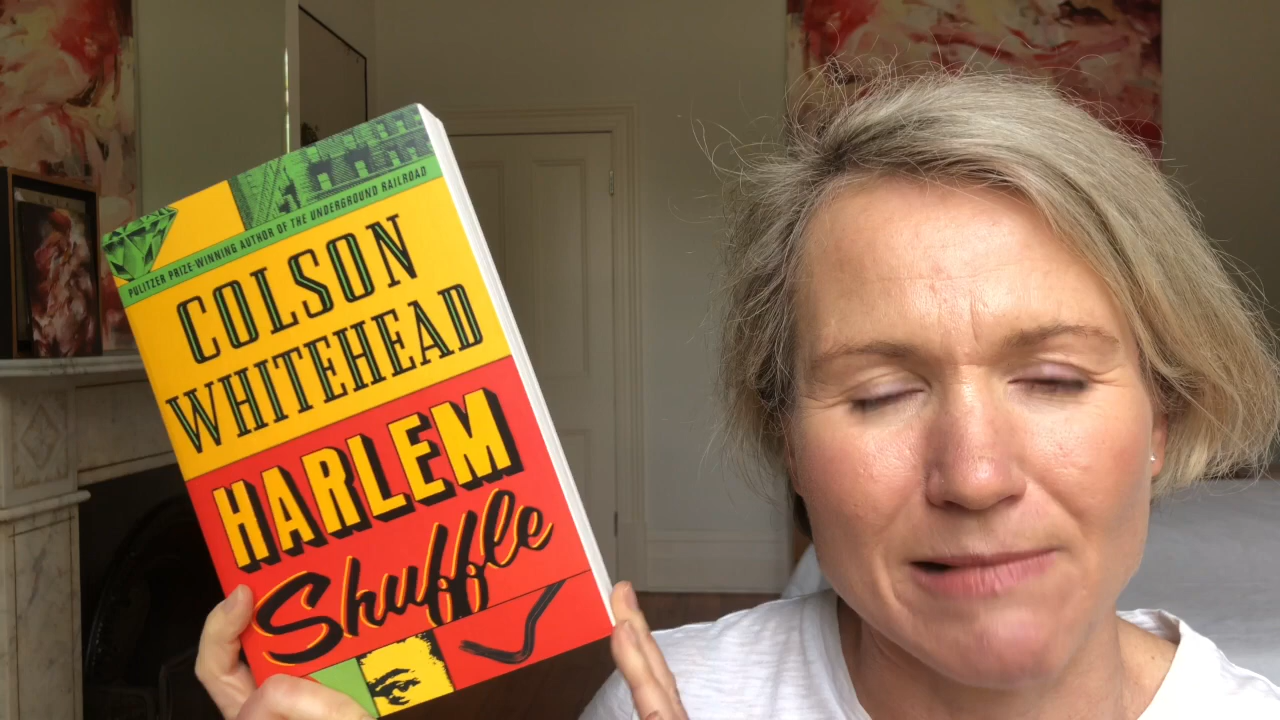 PULITZER PRIZE-WINNING AUTHOR OF THE UNDERGROUND RAILROAD
COLSON
WHITEHEAD
HARLEM
Shuffle